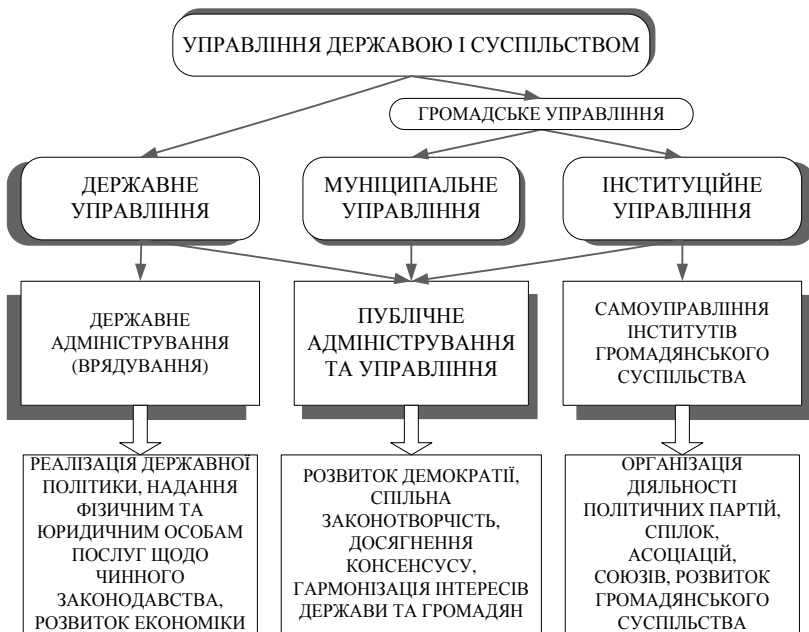 УПРАВЛІННЯ ДЕРЖАВОЮ І СУСПІЛЬСТВОМ
ГРОМАДСЬКЕ УПРАВЛІННЯ
ДЕРЖАВНЕ
УПРАВЛІННЯ
МУНІЦИПАЛЬНЕ
УПРАВЛІННЯ
ІНСТИТУЦІЙНЕ
УПРАВЛІННЯ
ДЕРЖАВНЕ
АДМІНІСТРУВАННЯ
(ВРЯДУВАННЯ)
ПУБЛІЧНЕ
АДМІНІСТРУВАННЯ
ТА УПРАВЛІННЯ
САМОУПРАВЛІННЯ
ІНСТИТУТІВ
ГРОМАДЯНСЬКОГО
СУСПІЛЬСТВА
РЕАЛІЗАЦІЯ ДЕРЖАВНОЇ
ПОЛІТИКИ, НАДАННЯ
ФІЗИЧНИМ ТА
ЮРИДИЧНИМ ОСОБАМ
ПОСЛУГ ЩОДО
ЧИННОГО
ЗАКОНОДАВСТВА,
РОЗВИТОК ЕКОНОМІКИ
РОЗВИТОК ДЕМОКРАТІЇ,
СПІЛЬНА
ЗАКОНОТВОРЧІСТЬ,
ДОСЯГНЕННЯ
КОНСЕНСУСУ,
ГАРМОНІЗАЦІЯ ІНТЕРЕСІВ
ДЕРЖАВИ ТА ГРОМАДЯН
ОРГАНІЗАЦІЯ
ДІЯЛЬНОСТІ
ПОЛІТИЧНИХ ПАРТІЙ,
СПІЛОК,
АСОЦІАЦІЙ,
СОЮЗІВ, РОЗВИТОК
ГРОМАДЯНСЬКОГО
СУСПІЛЬСТВА